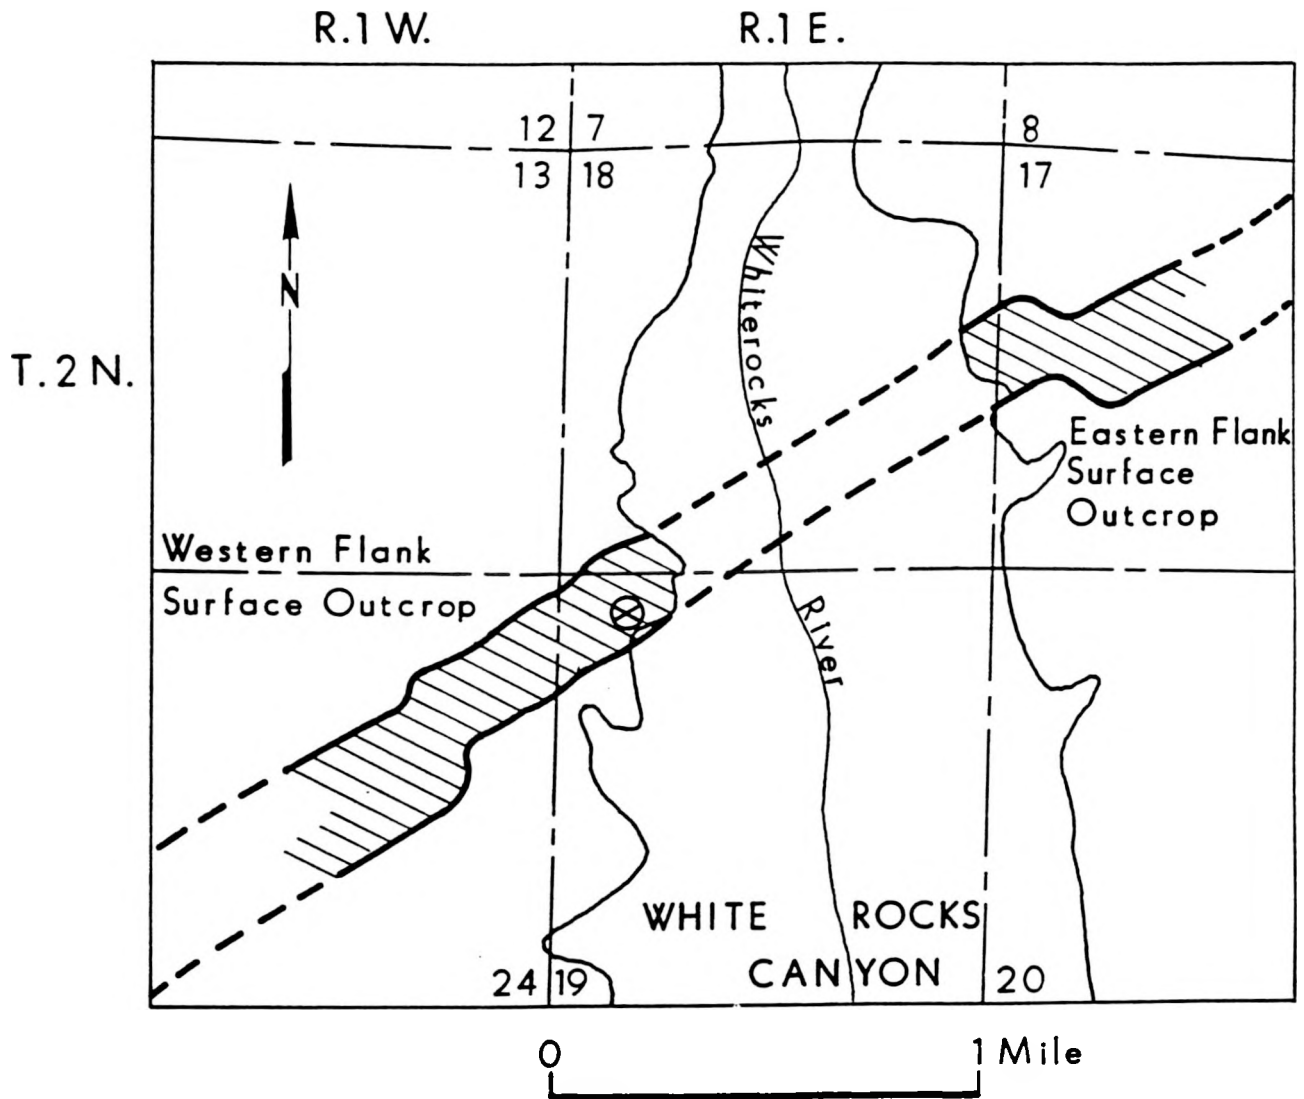 R.1 W. R.1 E.
12 7 8
13 18 17
N
T. 2 N.
Whiterocks
River
Eastern Flank
Surface
Outcrop
Western Flank
Surface Outcrop
WHITE ROCKS
CANYON
24 19 20
0 1 Mile